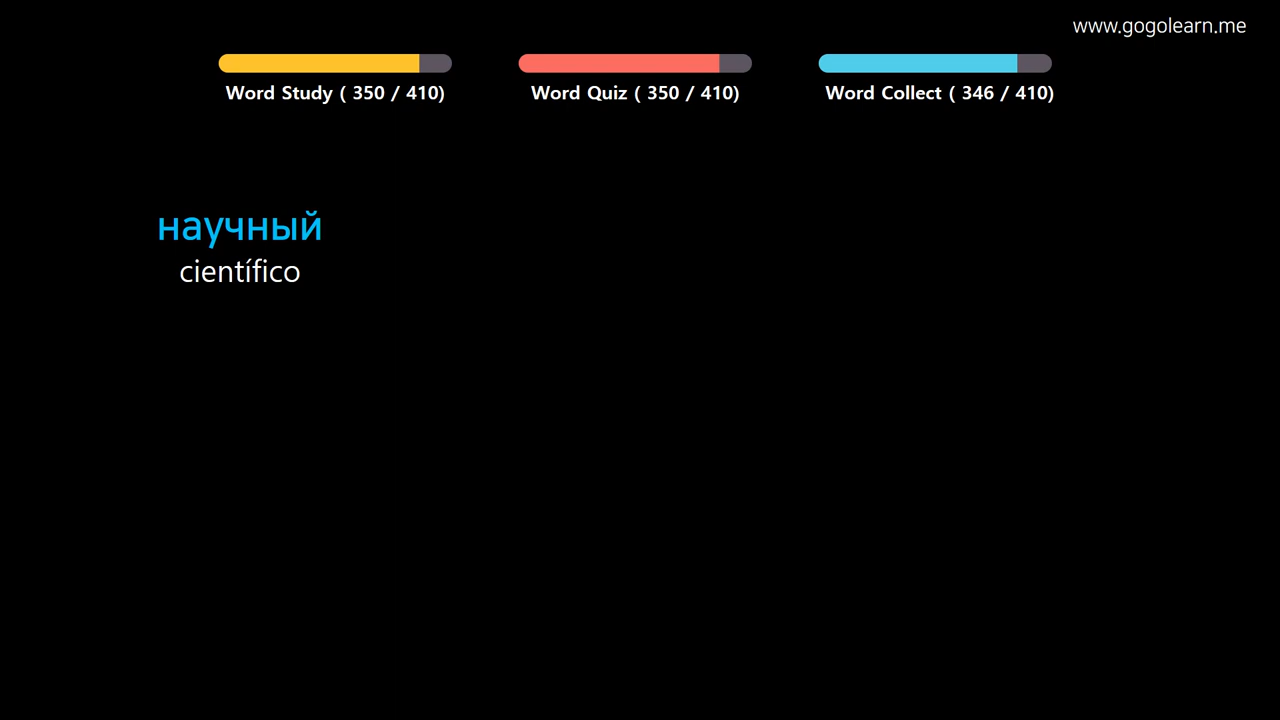 www.gogolearn.me
Word Study ( 350 / 410)
Word Quiz ( 350 / 410)
Word Collect ( 346 / 410)
научный
científico